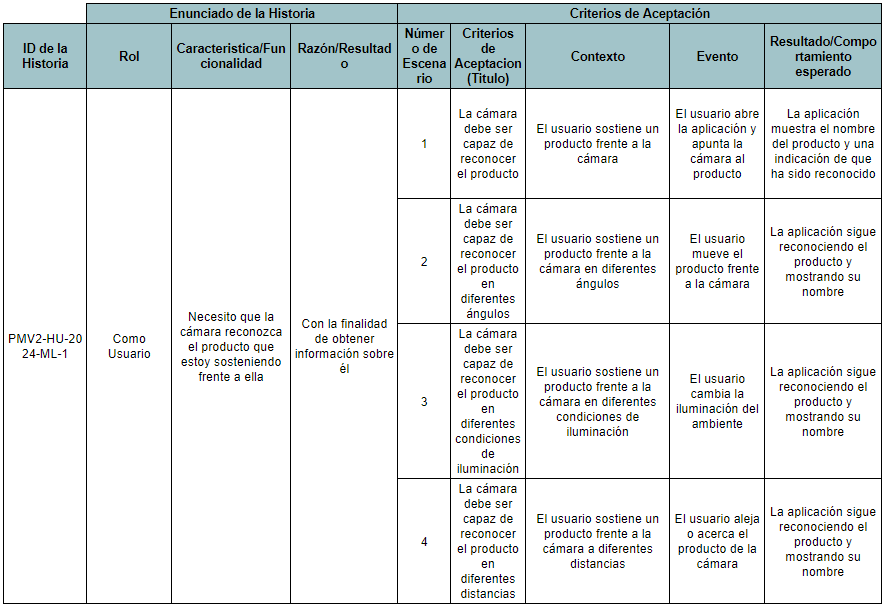 Enunciado de la Historia
Criterios de Aceptación
ID de la
Historia
Rol
Caracteristica/Fun
cionalidad
Razón/Resultad
o
Númer
o de
Escena
rio
Criterios
de
Aceptacion
(Titulo)
Contexto
Evento
Resultado/Compo
rtamiento
esperado
PMV2-HU-20
24-ML-1
Como
Usuario
Necesito que la
cámara reconozca
el producto que
estoy sosteniendo
frente a ella
Con la finalidad
de obtener
información sobre
él
1
La cámara
debe ser
capaz de
reconocer
el producto
El usuario sostiene un
producto frente a la
cámara
El usuario abre
la aplicación y
apunta la
cámara al
producto
La aplicación
muestra el nombre
del producto y una
indicación de que
ha sido reconocido
2
La cámara
debe ser
capaz de
reconocer
el producto
en
diferentes
ángulos
El usuario sostiene un
producto frente a la
cámara en diferentes
ángulos
El usuario
mueve el
producto frente
a la cámara
La aplicación sigue
reconociendo el
producto y
mostrando su
nombre
3
La cámara
debe ser
capaz de
reconocer
el producto
en
diferentes
condiciones
de
iluminación
El usuario sostiene un
producto frente a la
cámara en diferentes
condiciones de
iluminación
El usuario
cambia la
iluminación del
ambiente
La aplicación sigue
reconociendo el
producto y
mostrando su
nombre
4
La cámara
debe ser
capaz de
reconocer
el producto
en
diferentes
distancias
El usuario sostiene un
producto frente a la
cámara a diferentes
distancias
El usuario aleja
o acerca el
producto de la
cámara
La aplicación sigue
reconociendo el
producto y
mostrando su
nombre